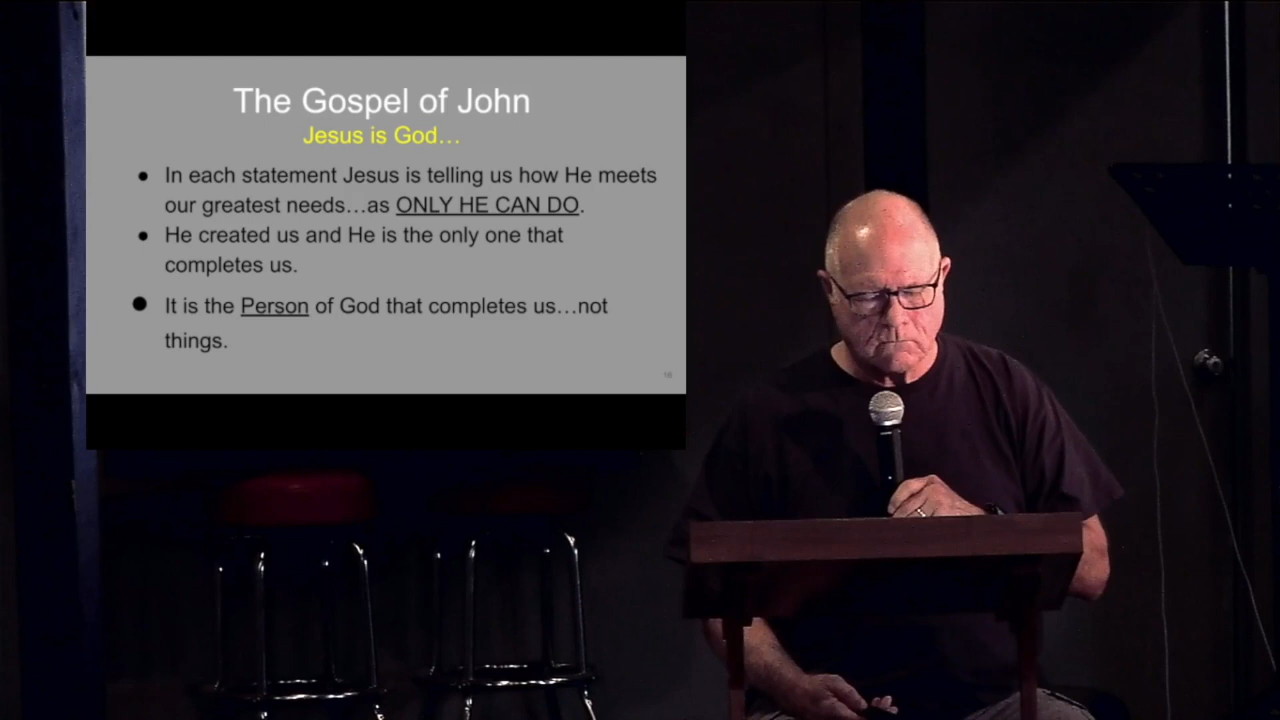 The Gospel of John
Jesus is God…
● In each statement Jesus is telling us how He meets
our greatest needs…as ONLY HE CAN DO.
● He created us and He is the only one that
completes us.
● It is the Person of God that completes us…not
things.